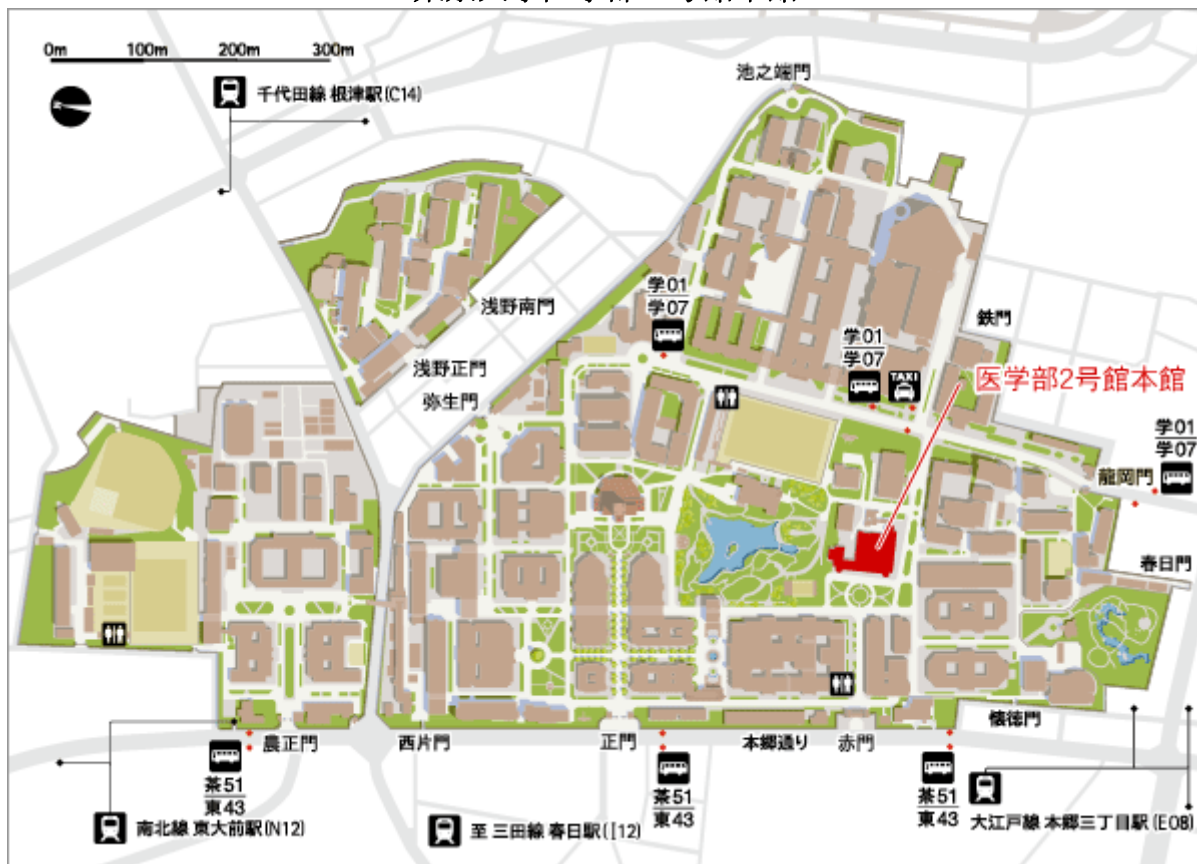 0m 100m 200m 300m
池之端門
千代田線 根津駅(C14)
浅野南門
学01
学07
鉄門
学01
学07
TAXI
浅野正門
医学部2号館本館
弥生門
学01
学07
龍岡門
春日門
懐徳門
農正門
西片門
正門
本郷通り
赤門
茶51
東43
茶51
東43
茶51
東43
南北線 東大前駅(N12)
至 三田線 春日駅([12)
大江戸線 本郷三丁目駅(E08)